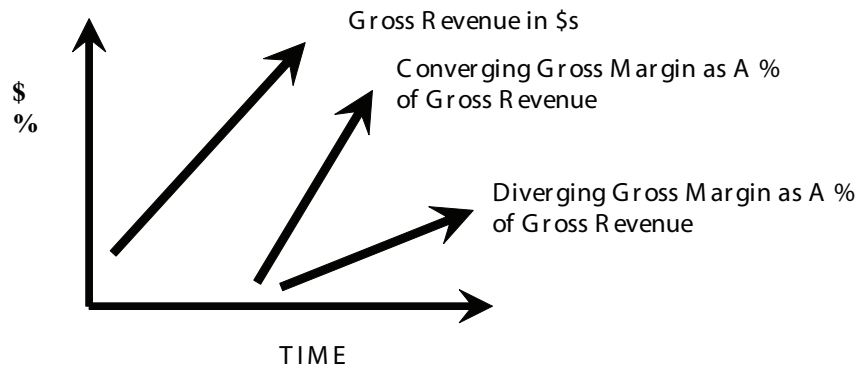 Gross Revenue in $s
Converging Gross Margin as A %
of Gross Revenue
$
%
Diverging Gross Margin as A %
of Gross Revenue
TIME